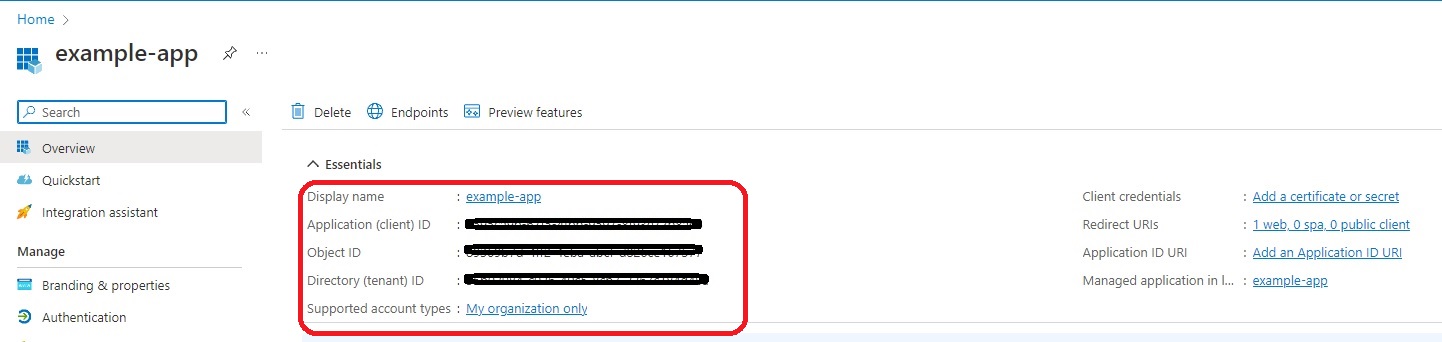 Home >
example-app ...
Search «
Delete Endpoints Preview features
Overview
Essentials
Quickstart
Display name : example-app Client credentials : Add a certificate or secret
Integration assistant
Application (client) ID : Redirect URIs : 1 web, 0 spa, 0 public client
Manage
Object ID : Application ID URI : Add an Application ID URI
Branding & properties
Directory (tenant) ID : Managed application in l... : example-app
Authentication
Supported account types : My organization only